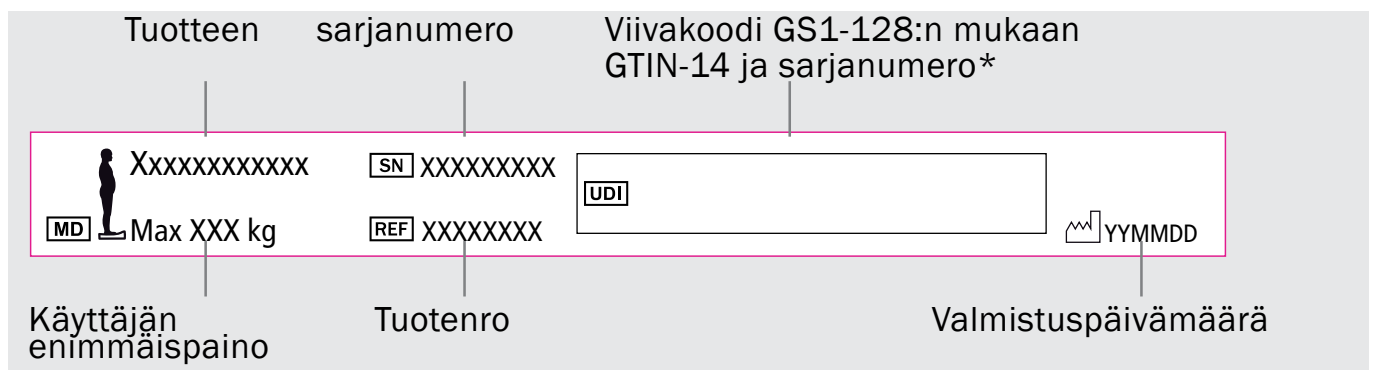 Tuotteen sarjanumero Viivakoodi GS1-128:n mukaan
GTIN-14 ja sarjanumero*
Xxxxxxxxxxxx SN XXXXXXXXX
UDI
MD Max XXX kg REF XXXXXXXX YYMMDD
Käyttäjän enimmäispaino Tuotenro Valmistuspäivämäärä